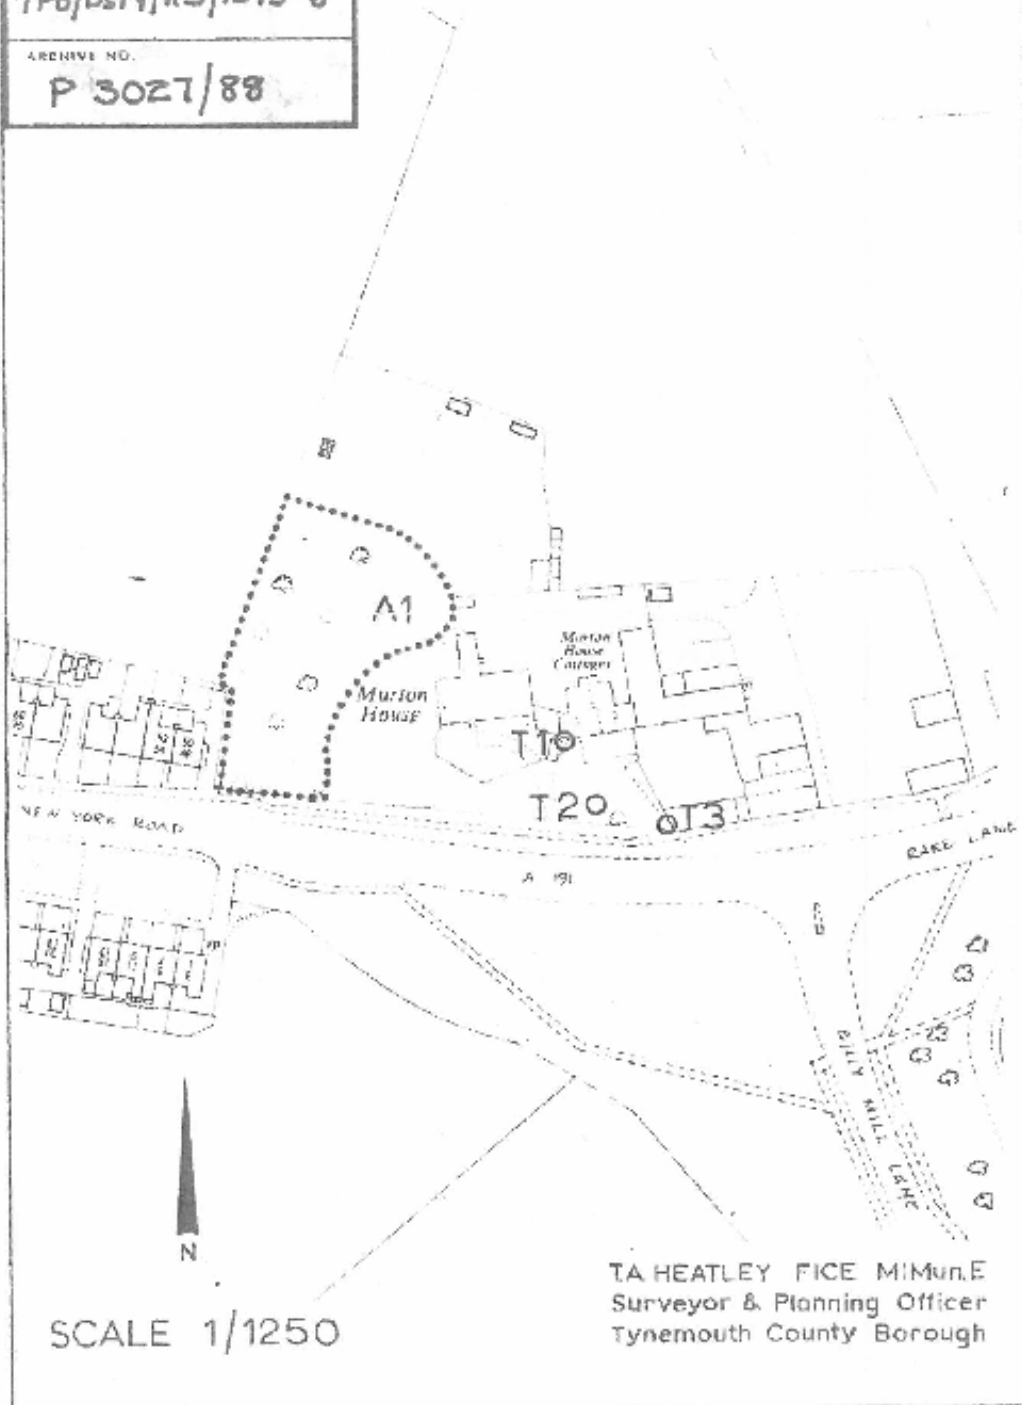 ARCHIVE NO.
P 3027/88
A1
Murton
House
Cottages
Murton
House
T1
T2
T3
NEW YORK ROAD
RAKE LANE
A 191
BILLY MILL LANE
N
T.A. HEATLEY FICE M.I.Mun.E
Surveyor & Planning Officer
Tynemouth County Borough
SCALE 1/1250